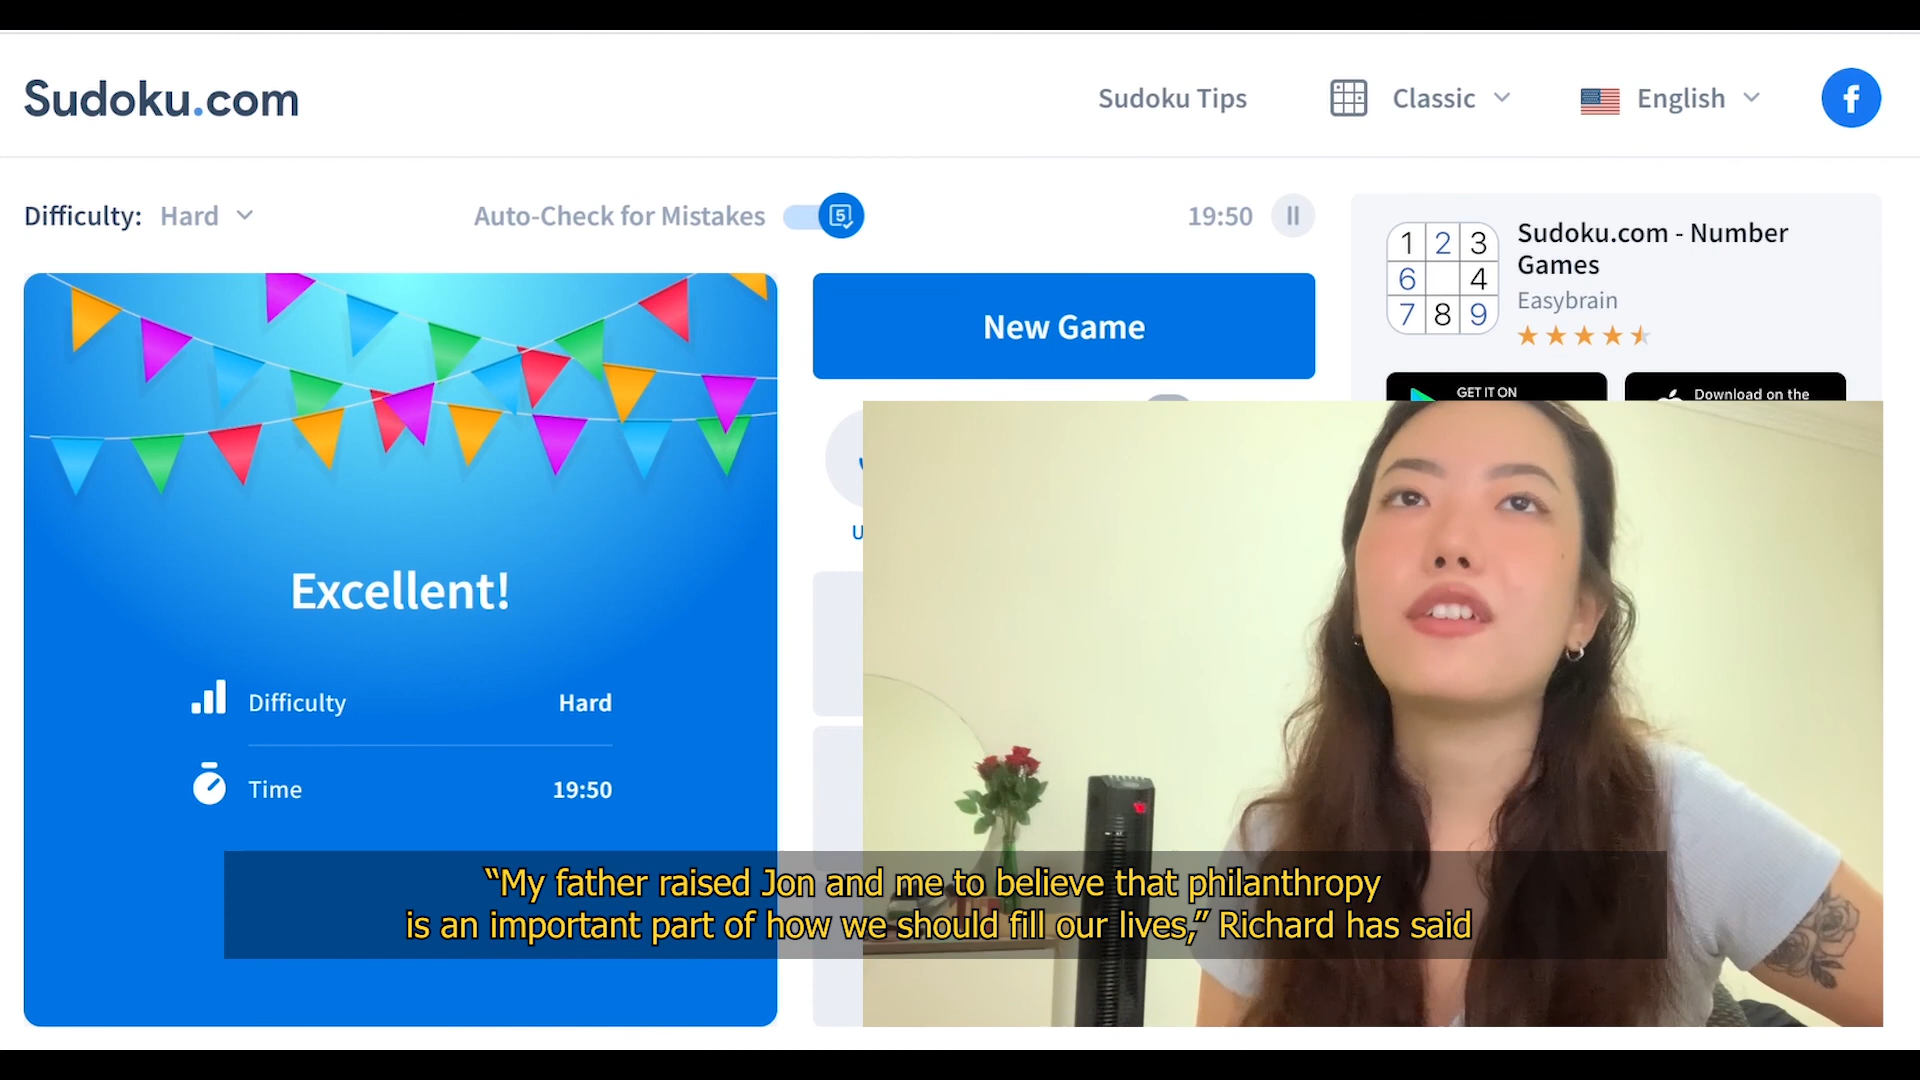 Sudoku.com
Sudoku Tips
Classic
English
Difficulty: Hard
Auto-Check for Mistakes
5
19:50
Sudoku.com - Number
Games
Easybrain
1 2 3
6 4
7 8 9
GET IT ON
Download on the
New Game
U
Excellent!
Difficulty Hard
Time 19:50
“My father raised Jon and me to believe that philanthropy
is an important part of how we should fill our lives,” Richard has said